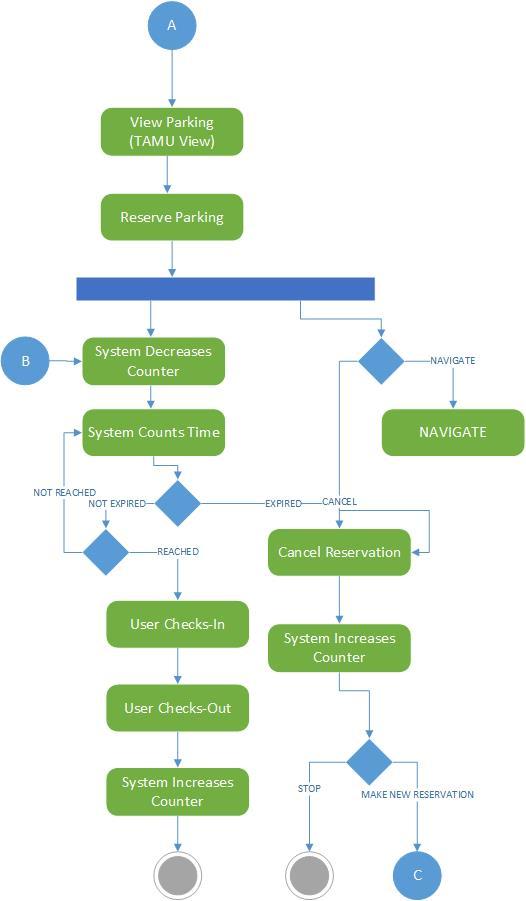 A
View Parking
(TAMU View)
Reserve Parking
B
System Decreases
Counter
NAVIGATE
System Counts Time
NAVIGATE
NOT REACHED
NOT EXPIRED
EXPIRED
CANCEL
REACHED
Cancel Reservation
User Checks-In
System Increases
Counter
User Checks-Out
System Increases
Counter
STOP
MAKE NEW RESERVATION
C